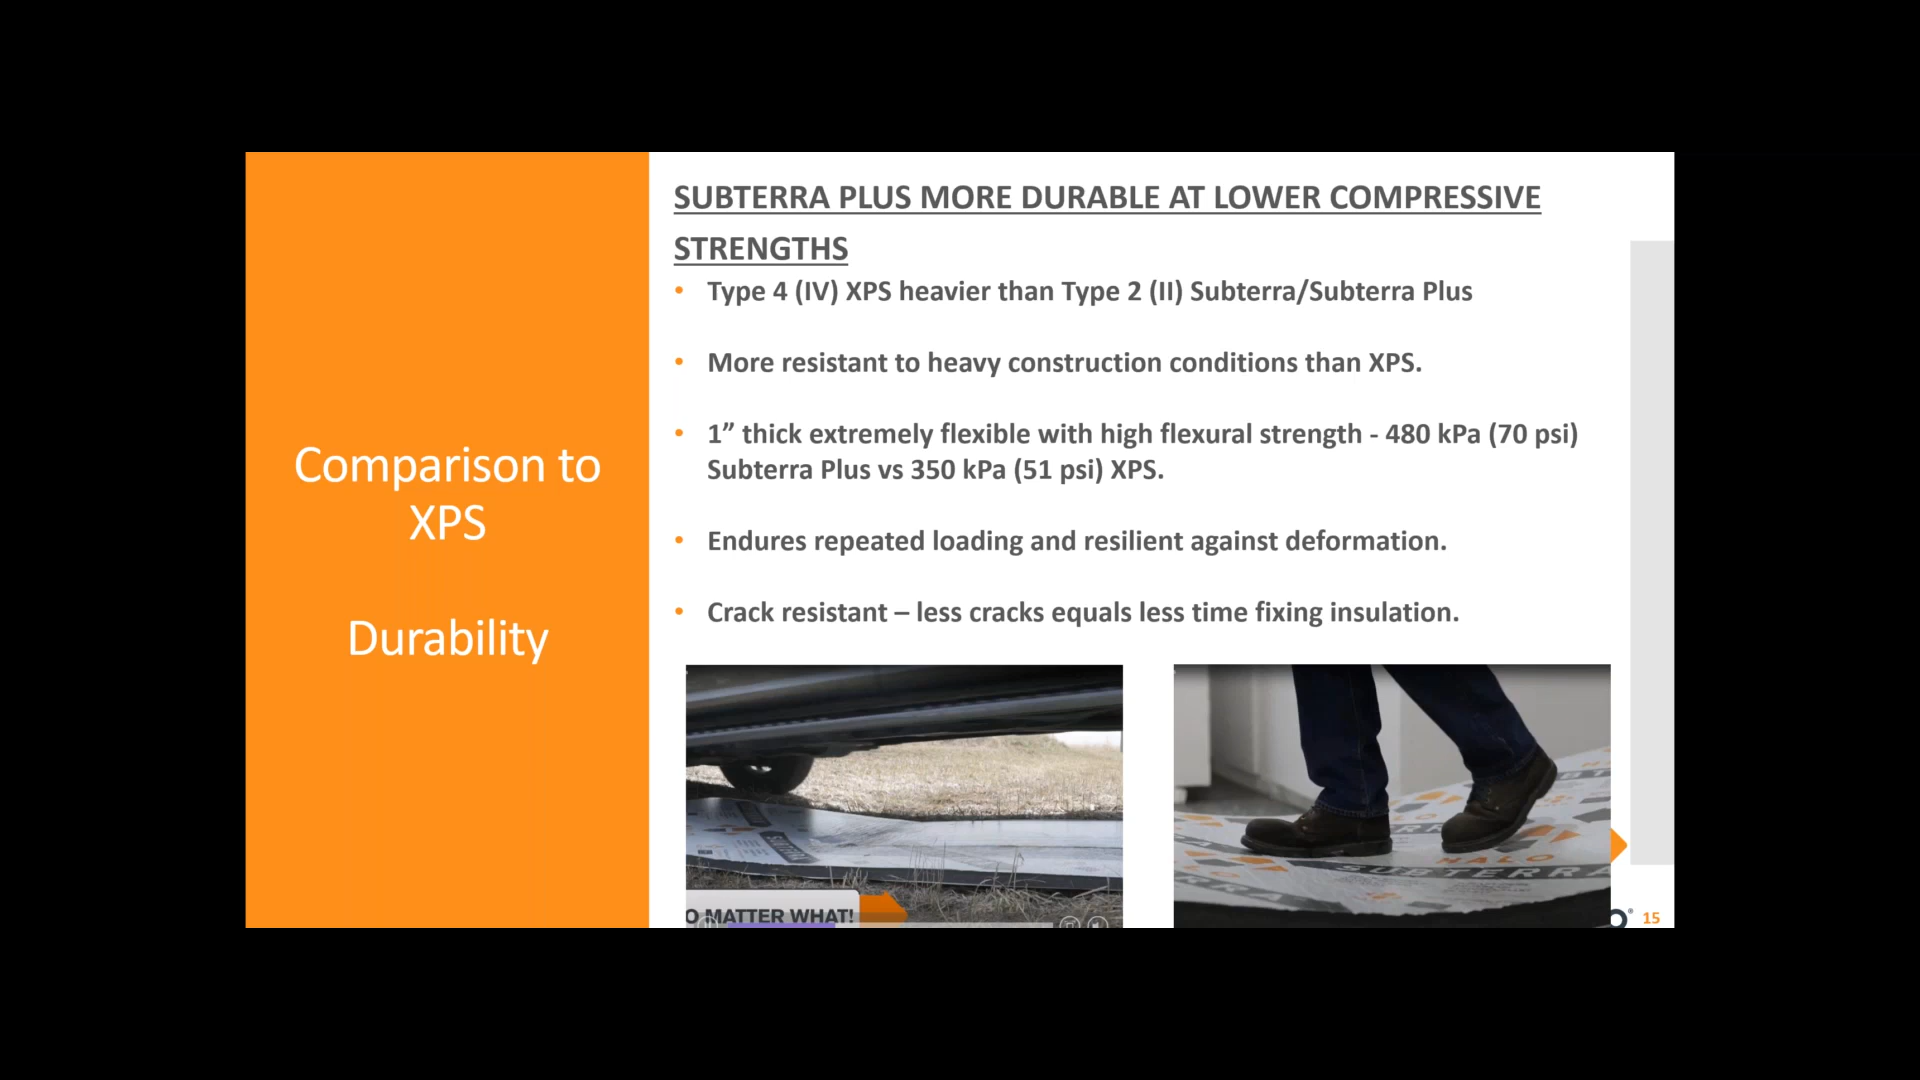 Comparison to
XPS
Durability
SUBTERRA PLUS MORE DURABLE AT LOWER COMPRESSIVE
STRENGTHS
• Type 4 (IV) XPS heavier than Type 2 (II) Subterra/Subterra Plus
• More resistant to heavy construction conditions than XPS.
• 1” thick extremely flexible with high flexural strength - 480 kPa (70 psi)
Subterra Plus vs 350 kPa (51 psi) XPS.
• Endures repeated loading and resilient against deformation.
• Crack resistant – less cracks equals less time fixing insulation.
O MATTER WHAT!
HALO
SUBTERRA
15